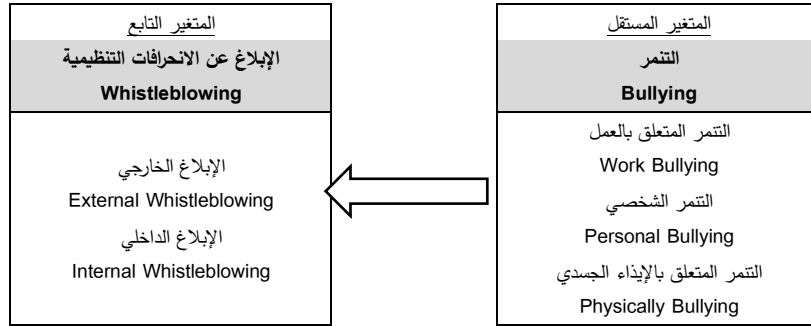 المتغير المستقل
التنمر
Bullying
التنمر المتعلق بالعمل
Work Bullying
التنمر الشخصي
Personal Bullying
التنمر المتعلق بالإيذاء الجسدي
Physically Bullying
المتغير التابع
الإبلاغ عن الانحرافات التنظيمية
Whistleblowing
الإبلاغ الخارجي
External Whistleblowing
الإبلاغ الداخلي
Internal Whistleblowing